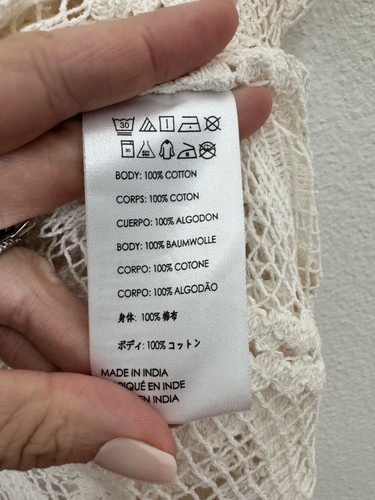 30
BODY: 100% COTTON
CORPS: 100% COTON
CUERPO: 100% ALGODON
BODY: 100% BAUMWOLLE
CORPO: 100% COTONE
CORPO: 100% ALGODÃO
身体: 100% 棉布
ボディ: 100% コットン
MADE IN INDIA
RIQUÉ EN INDE
EN INDIA